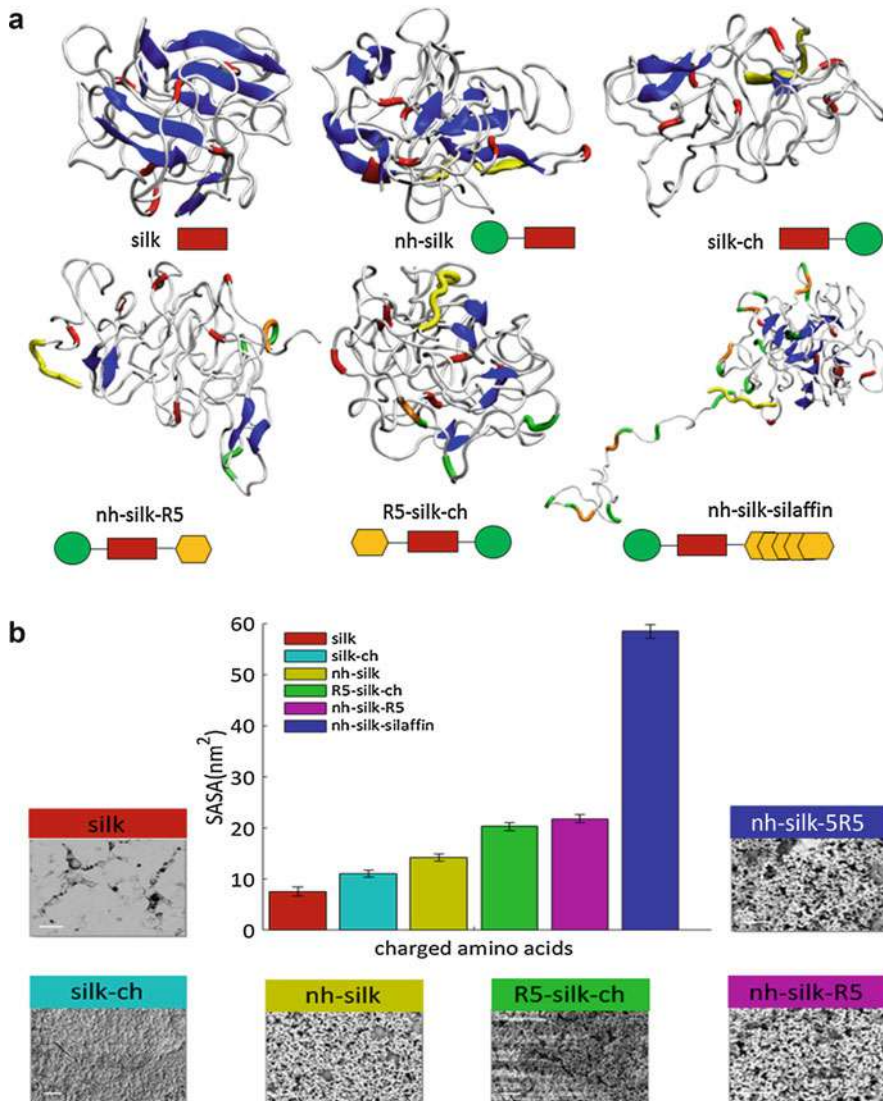 a
silk
nh-silk
silk-ch
nh-silk-R5
R5-silk-ch
nh-silk-silaffin
b
60
50
40
30
20
10
0
SASA(nm²)
silk
silk-ch
nh-silk
R5-silk-ch
nh-silk-R5
nh-silk-silaffin
charged amino acids
silk
nh-silk-5R5
silk-ch
nh-silk
R5-silk-ch
nh-silk-R5